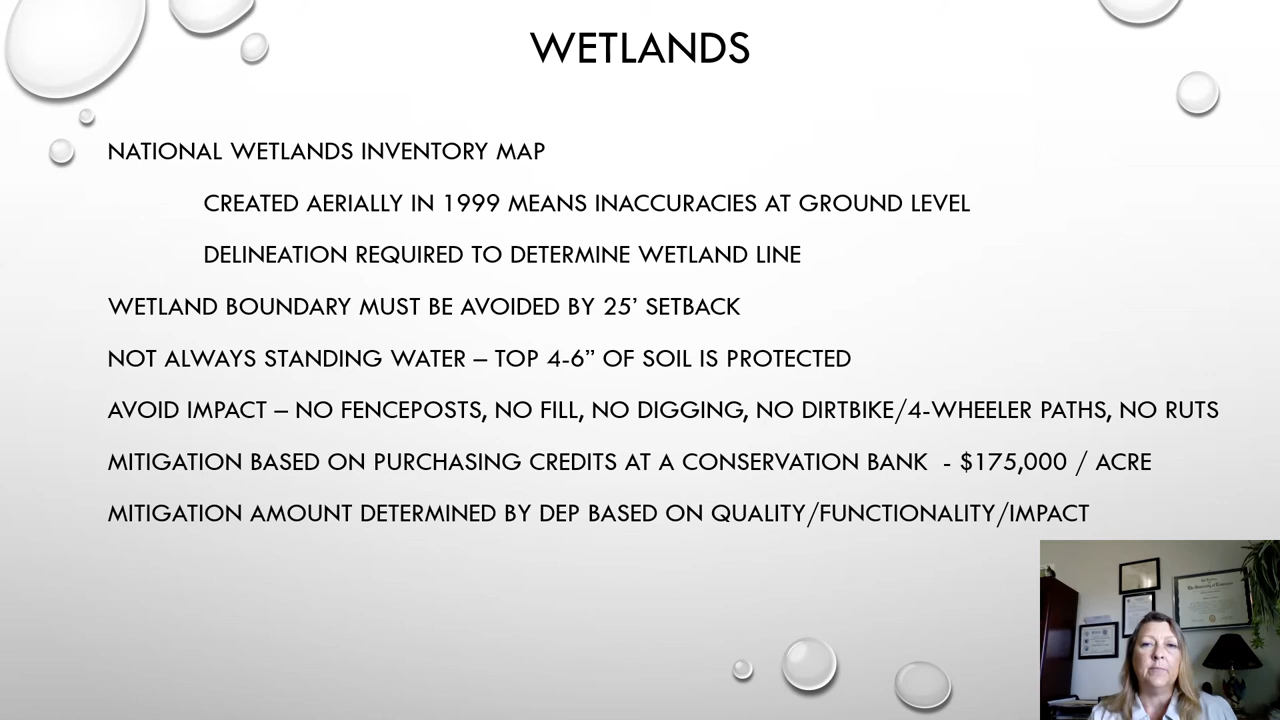 WETLANDS
NATIONAL WETLANDS INVENTORY MAP
CREATED AERIALLY IN 1999 MEANS INACCURACIES AT GROUND LEVEL
DELINEATION REQUIRED TO DETERMINE WETLAND LINE
WETLAND BOUNDARY MUST BE AVOIDED BY 25’ SETBACK
NOT ALWAYS STANDING WATER – TOP 4-6” OF SOIL IS PROTECTED
AVOID IMPACT – NO FENCEPOSTS, NO FILL, NO DIGGING, NO DIRTBIKE/4-WHEELER PATHS, NO RUTS
MITIGATION BASED ON PURCHASING CREDITS AT A CONSERVATION BANK - $175,000 / ACRE
MITIGATION AMOUNT DETERMINED BY DEP BASED ON QUALITY/FUNCTIONALITY/IMPACT